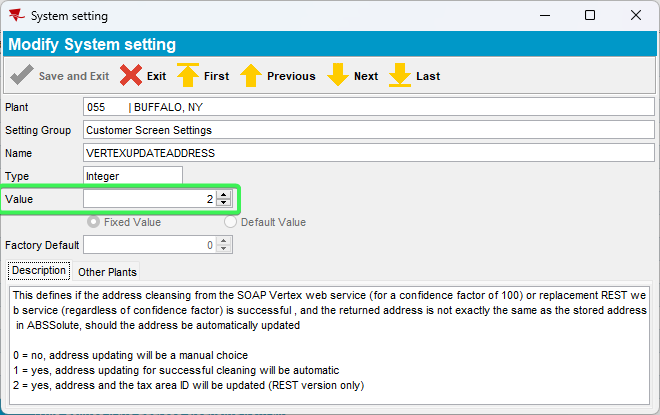 System setting
Modify System setting
Save and Exit Exit First Previous Next Last
Plant 055 | BUFFALO, NY
Setting Group Customer Screen Settings
Name VERTEXUPDATEADDRESS
Type Integer
Value 2
Fixed Value Default Value
Factory Default 0
Description Other Plants
This defines if the address cleansing from the SOAP Vertex web service (for a confidence factor of 100) or replacement REST we
b service (regardless of confidence factor) is successful , and the returned address is not exactly the same as the stored address
in ABSSolute, should the address be automatically updated
0 = no, address updating will be a manual choice
1 = yes, address updating for successful cleaning will be automatic
2 = yes, address and the tax area ID will be updated (REST version only)